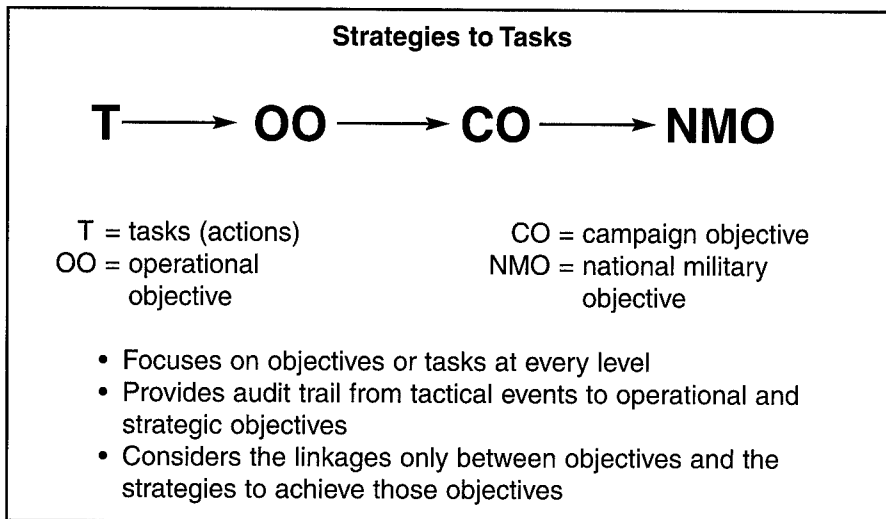 Strategies to Tasks
T OO CO NMO
T = tasks (actions)
OO = operational
objective
CO = campaign objective
NMO = national military
objective
• Focuses on objectives or tasks at every level
• Provides audit trail from tactical events to operational and
strategic objectives
• Considers the linkages only between objectives and the
strategies to achieve those objectives